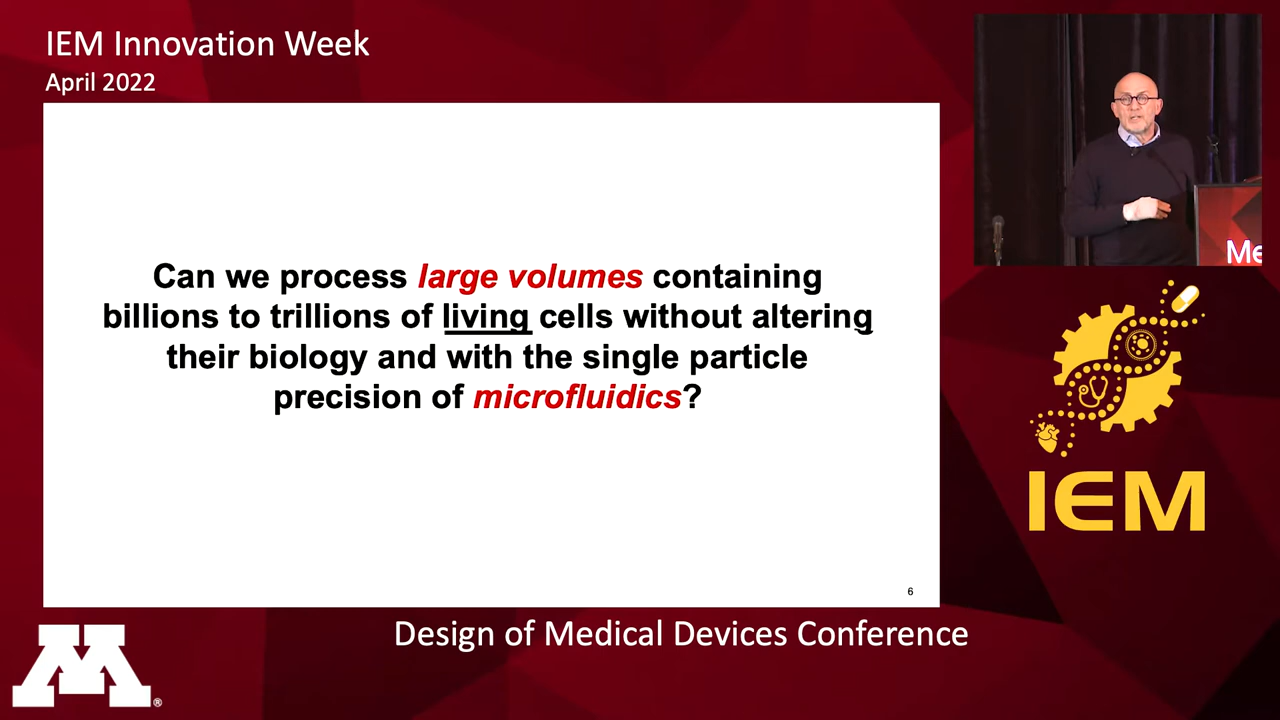 IEM Innovation Week
April 2022
Can we process large volumes containing
billions to trillions of living cells without altering
their biology and with the single particle
precision of microfluidics?
6
Me
IEM
Design of Medical Devices Conference
M®